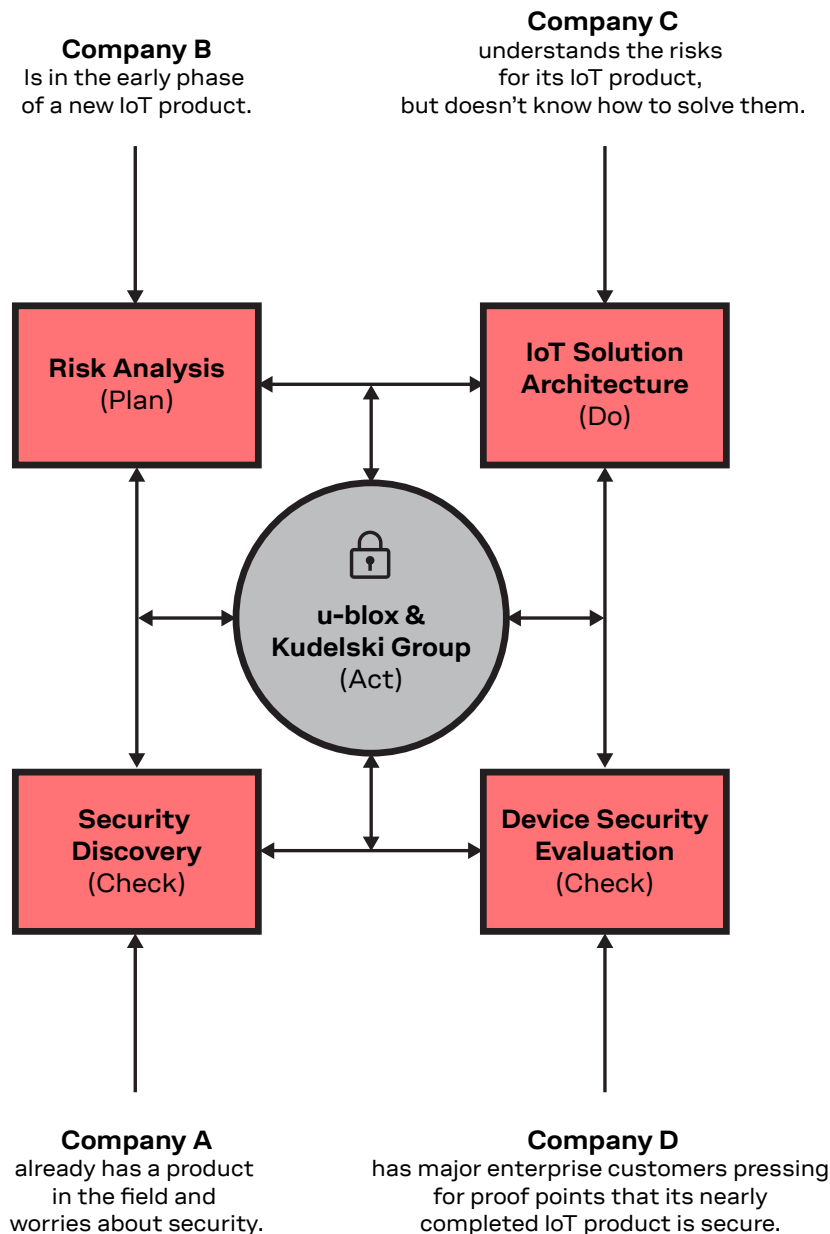 Company B
Is in the early phase
of a new IoT product.
Company C
understands the risks
for its IoT product,
but doesn’t know how to solve them.
Risk Analysis
(Plan)
IoT Solution
Architecture
(Do)
u-blox &
Kudelski Group
(Act)
Security
Discovery
(Check)
Device Security
Evaluation
(Check)
Company A
already has a product
in the field and
worries about security.
Company D
has major enterprise customers pressing
for proof points that its nearly
completed IoT product is secure.